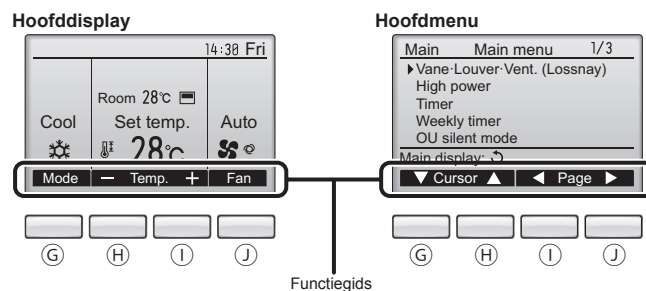 Hoofddisplay
14:30 Fri
Room 28°C
Cool Set temp. Auto
28°C
Mode − Temp. + Fan
G H I J
Hoofdmenu
Main Main menu 1/3
▶Vane·Louver·Vent. (Lossnay)
High power
Timer
Weekly timer
OU silent mode
Main display:
▼ Cursor ▲ ◀ Page ▶
G H I J
Functiegids